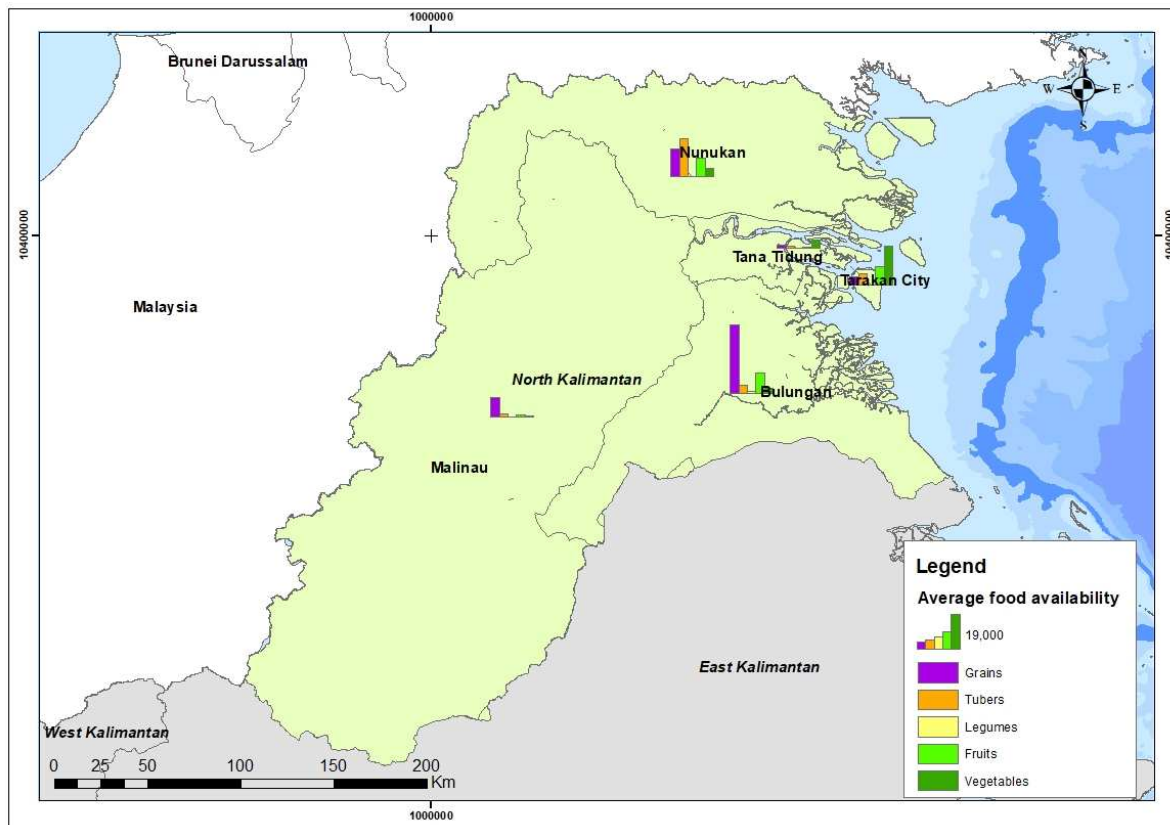 1000000
Brunei Darussalam
N
W E
S
Nunukan
10400000
10400000
Tana Tidung
Tarakan City
Malaysia
North Kalimantan
Bulungan
Malinau
Legend
Average food availability
19,000
Grains
Tubers
Legumes
Fruits
Vegetables
East Kalimantan
West Kalimantan
0 25 50 100 150 200
Km
1000000